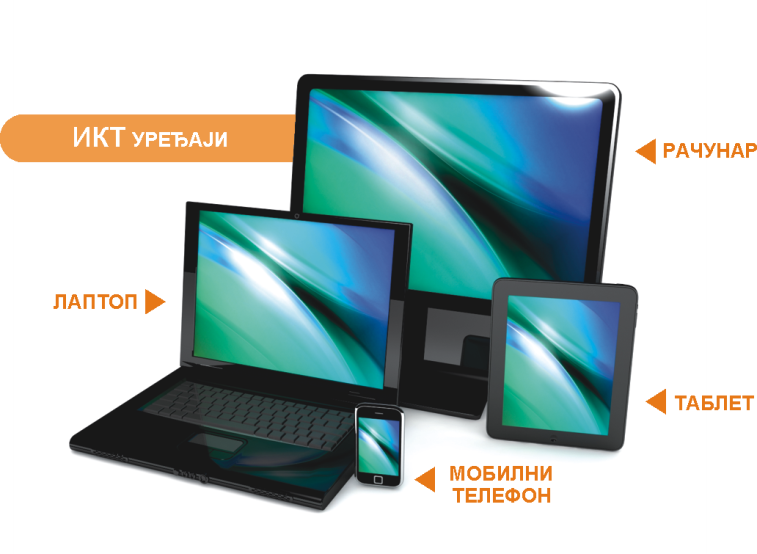 ИКТ УРЕЂАЈИ
РАЧУНАР
ЛАПТОП
ТАБЛЕТ
МОБИЛНИ
ТЕЛЕФОН